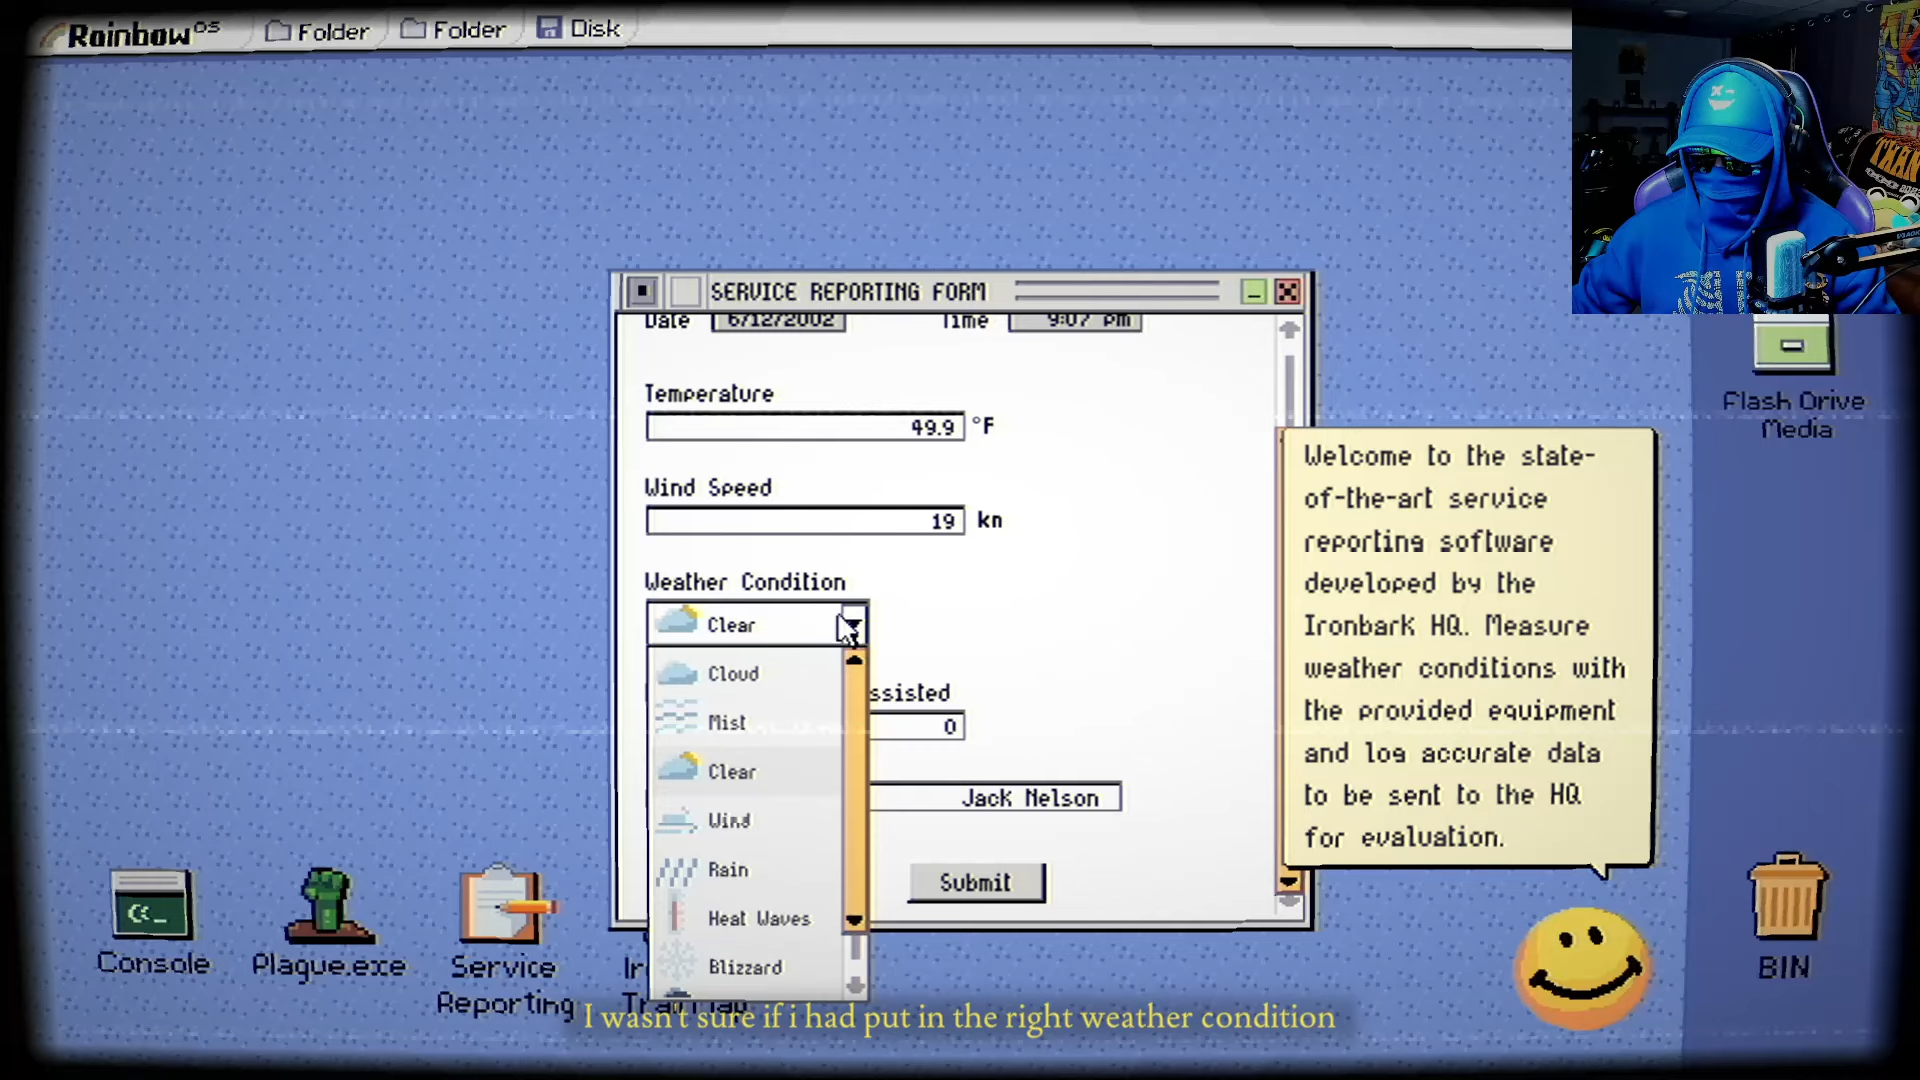 Rainbow OS
Folder
Folder
Disk
SERVICE REPORTING FORM
Date 6/12/2002 Time 9:07 pm
Temperature
49.9 °F
Wind Speed
19 kn
Weather Condition
Clear
Cloud
Mist
Clear
Wind
Rain
Heat Waves
Blizzard
ssisted
0
Jack Nelson
Submit
Welcome to the state-
of-the-art service
reporting software
developed by the
Ironbark HQ. Measure
weather conditions with
the provided equipment
and log accurate data
to be sent to the HQ
for evaluation.
Flash Drive
Media
Console
Plague.exe
Service
Reporting
BIN
I wasn't sure if i had put in the right weather condition